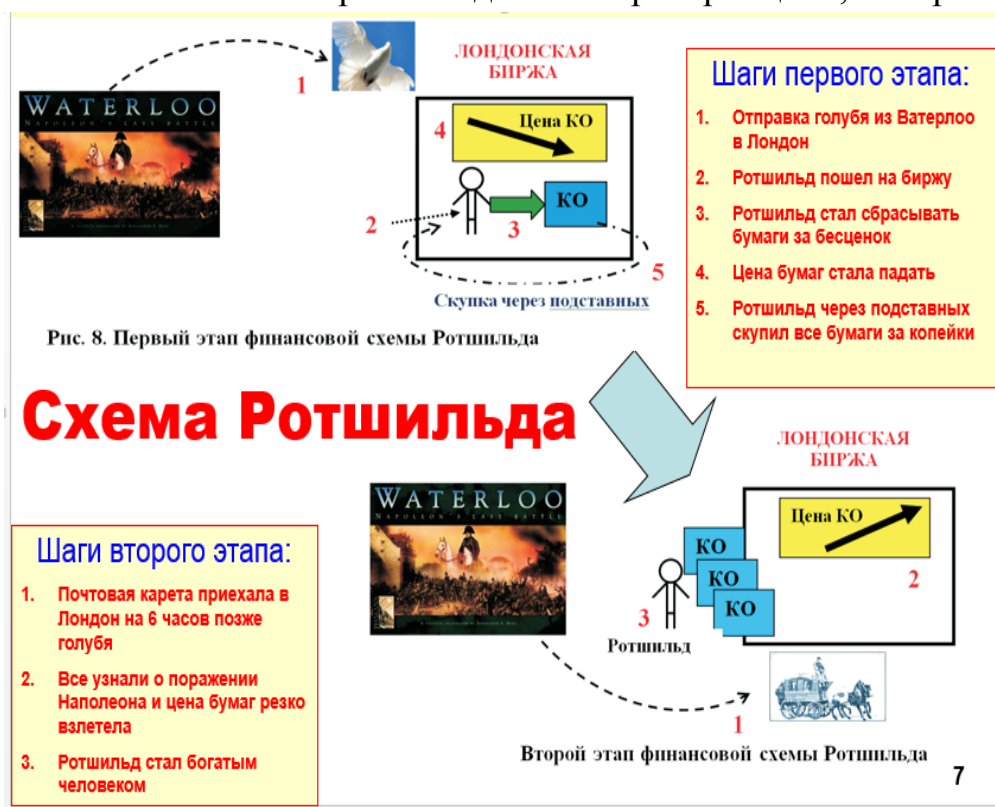 ЛОНДОНСКАЯ
БИРЖА
1
WATERLOO
NAPOLEON'S LAST BATTLE
4
Цена КО
КО
2
3
5
Скупка через подставных
Рис. 8. Первый этап финансовой схемы Ротшильда
Шаги первого этапа:
1. Отправка голубя из Ватерлоо
в Лондон
2. Ротшильд пошел на биржу
3. Ротшильд стал сбрасывать
бумаги за бесценок
4. Цена бумаг стала падать
5. Ротшильд через подставных
скупил все бумаги за копейки
Схема Ротшильда
Шаги второго этапа:
1. Почтовая карета приехала в
Лондон на 6 часов позже
голубя
2. Все узнали о поражении
Наполеона и цена бумаг резко
взлетела
3. Ротшильд стал богатым
человеком
ЛОНДОНСКАЯ
БИРЖА
WATERLOO
NAPOLEON'S LAST BATTLE
Цена КО
КО
КО
КО
2
3
Ротшильд
1
Второй этап финансовой схемы Ротшильда
7